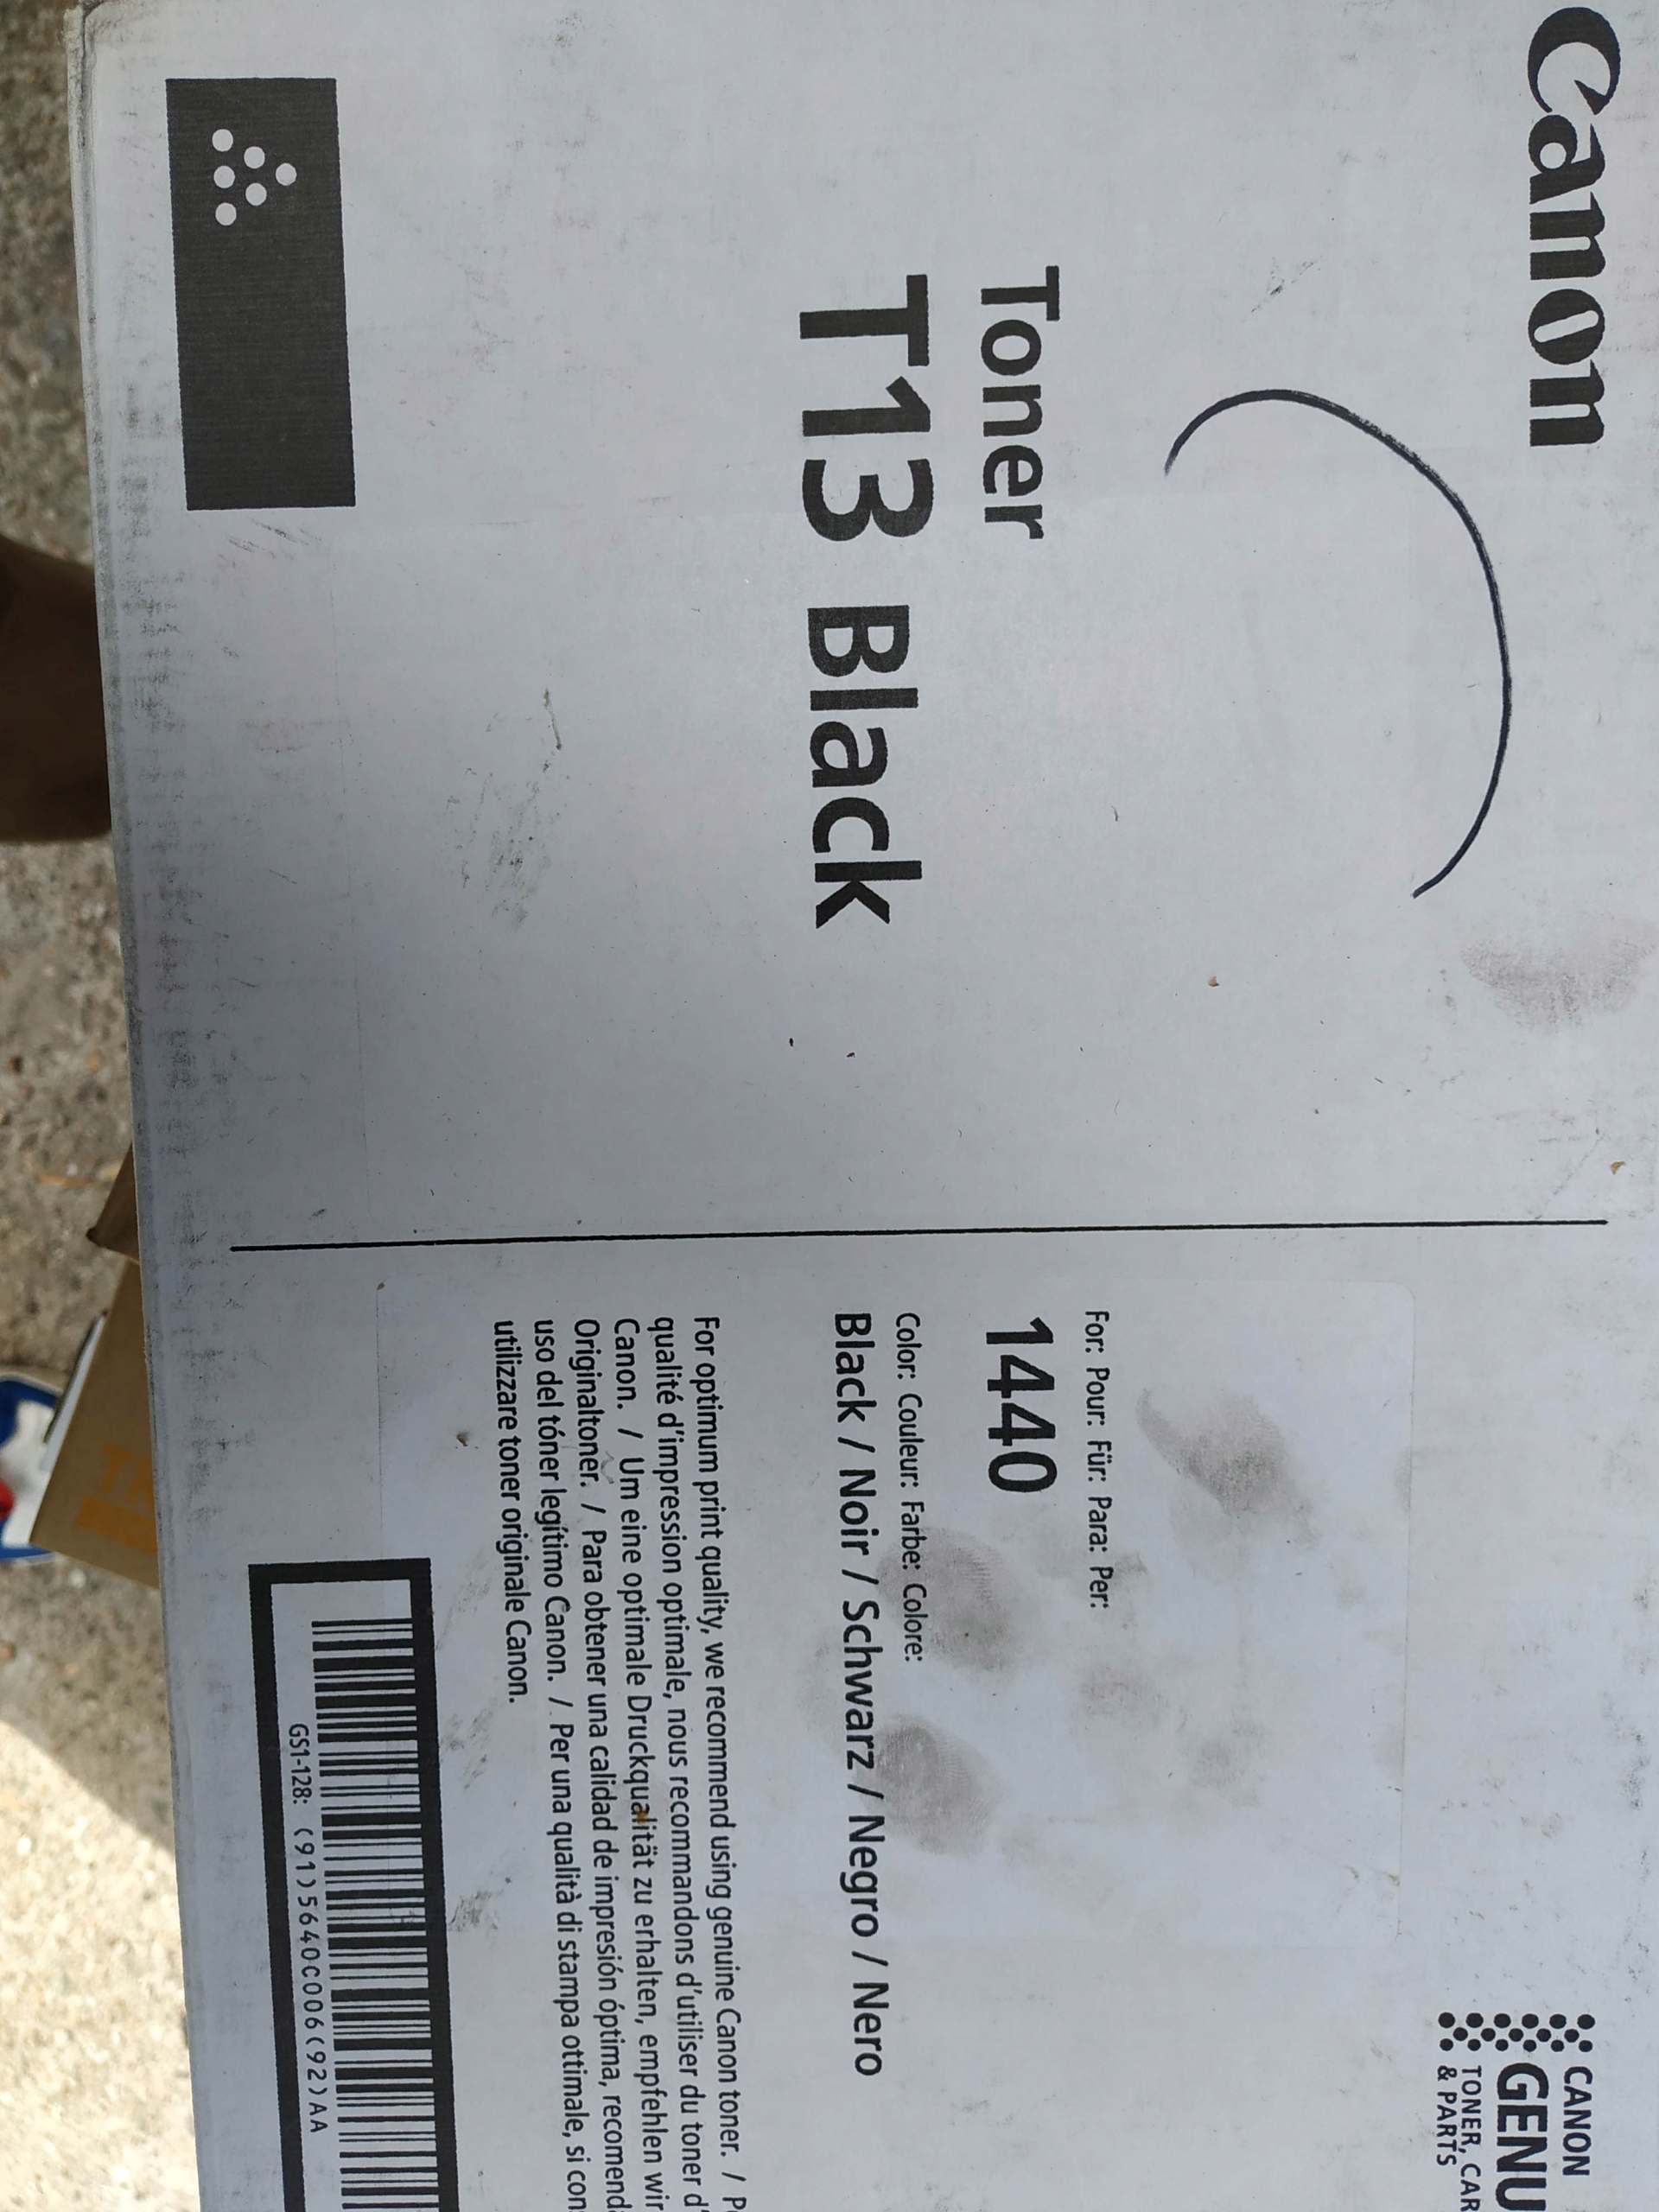 Canon
Toner
T13 Black
CANON
GENU
TONER, CAR
& PARTS
For: Pour: Für: Para: Per:
1440
Color: Couleur: Farbe: Colore:
Black / Noir / Schwarz / Negro / Nero
For optimum print quality, we recommend using genuine Canon toner. / P
qualité d'impression optimale, nous recommandons d'utiliser du toner d'
Canon. / Um eine optimale Druckqualität zu erhalten, empfehlen wir
Originaltoner. / Para obtener una calidad de impresión óptima, recomend
uso del tóner legítimo Canon. / Per una qualità di stampa ottimale, si con
utilizzare toner originale Canon.
GS1-128: (91)5640C006(92)AA